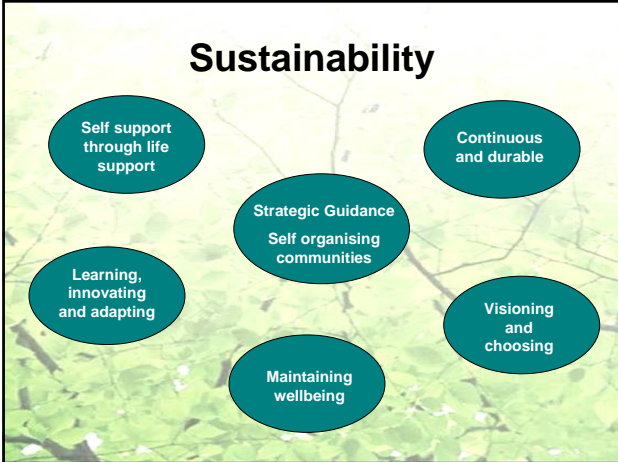 Sustainability
Self support
through life
support
Continuous
and durable
Strategic Guidance
Self organising
communities
Learning,
innovating
and adapting
Visioning
and
choosing
Maintaining
wellbeing